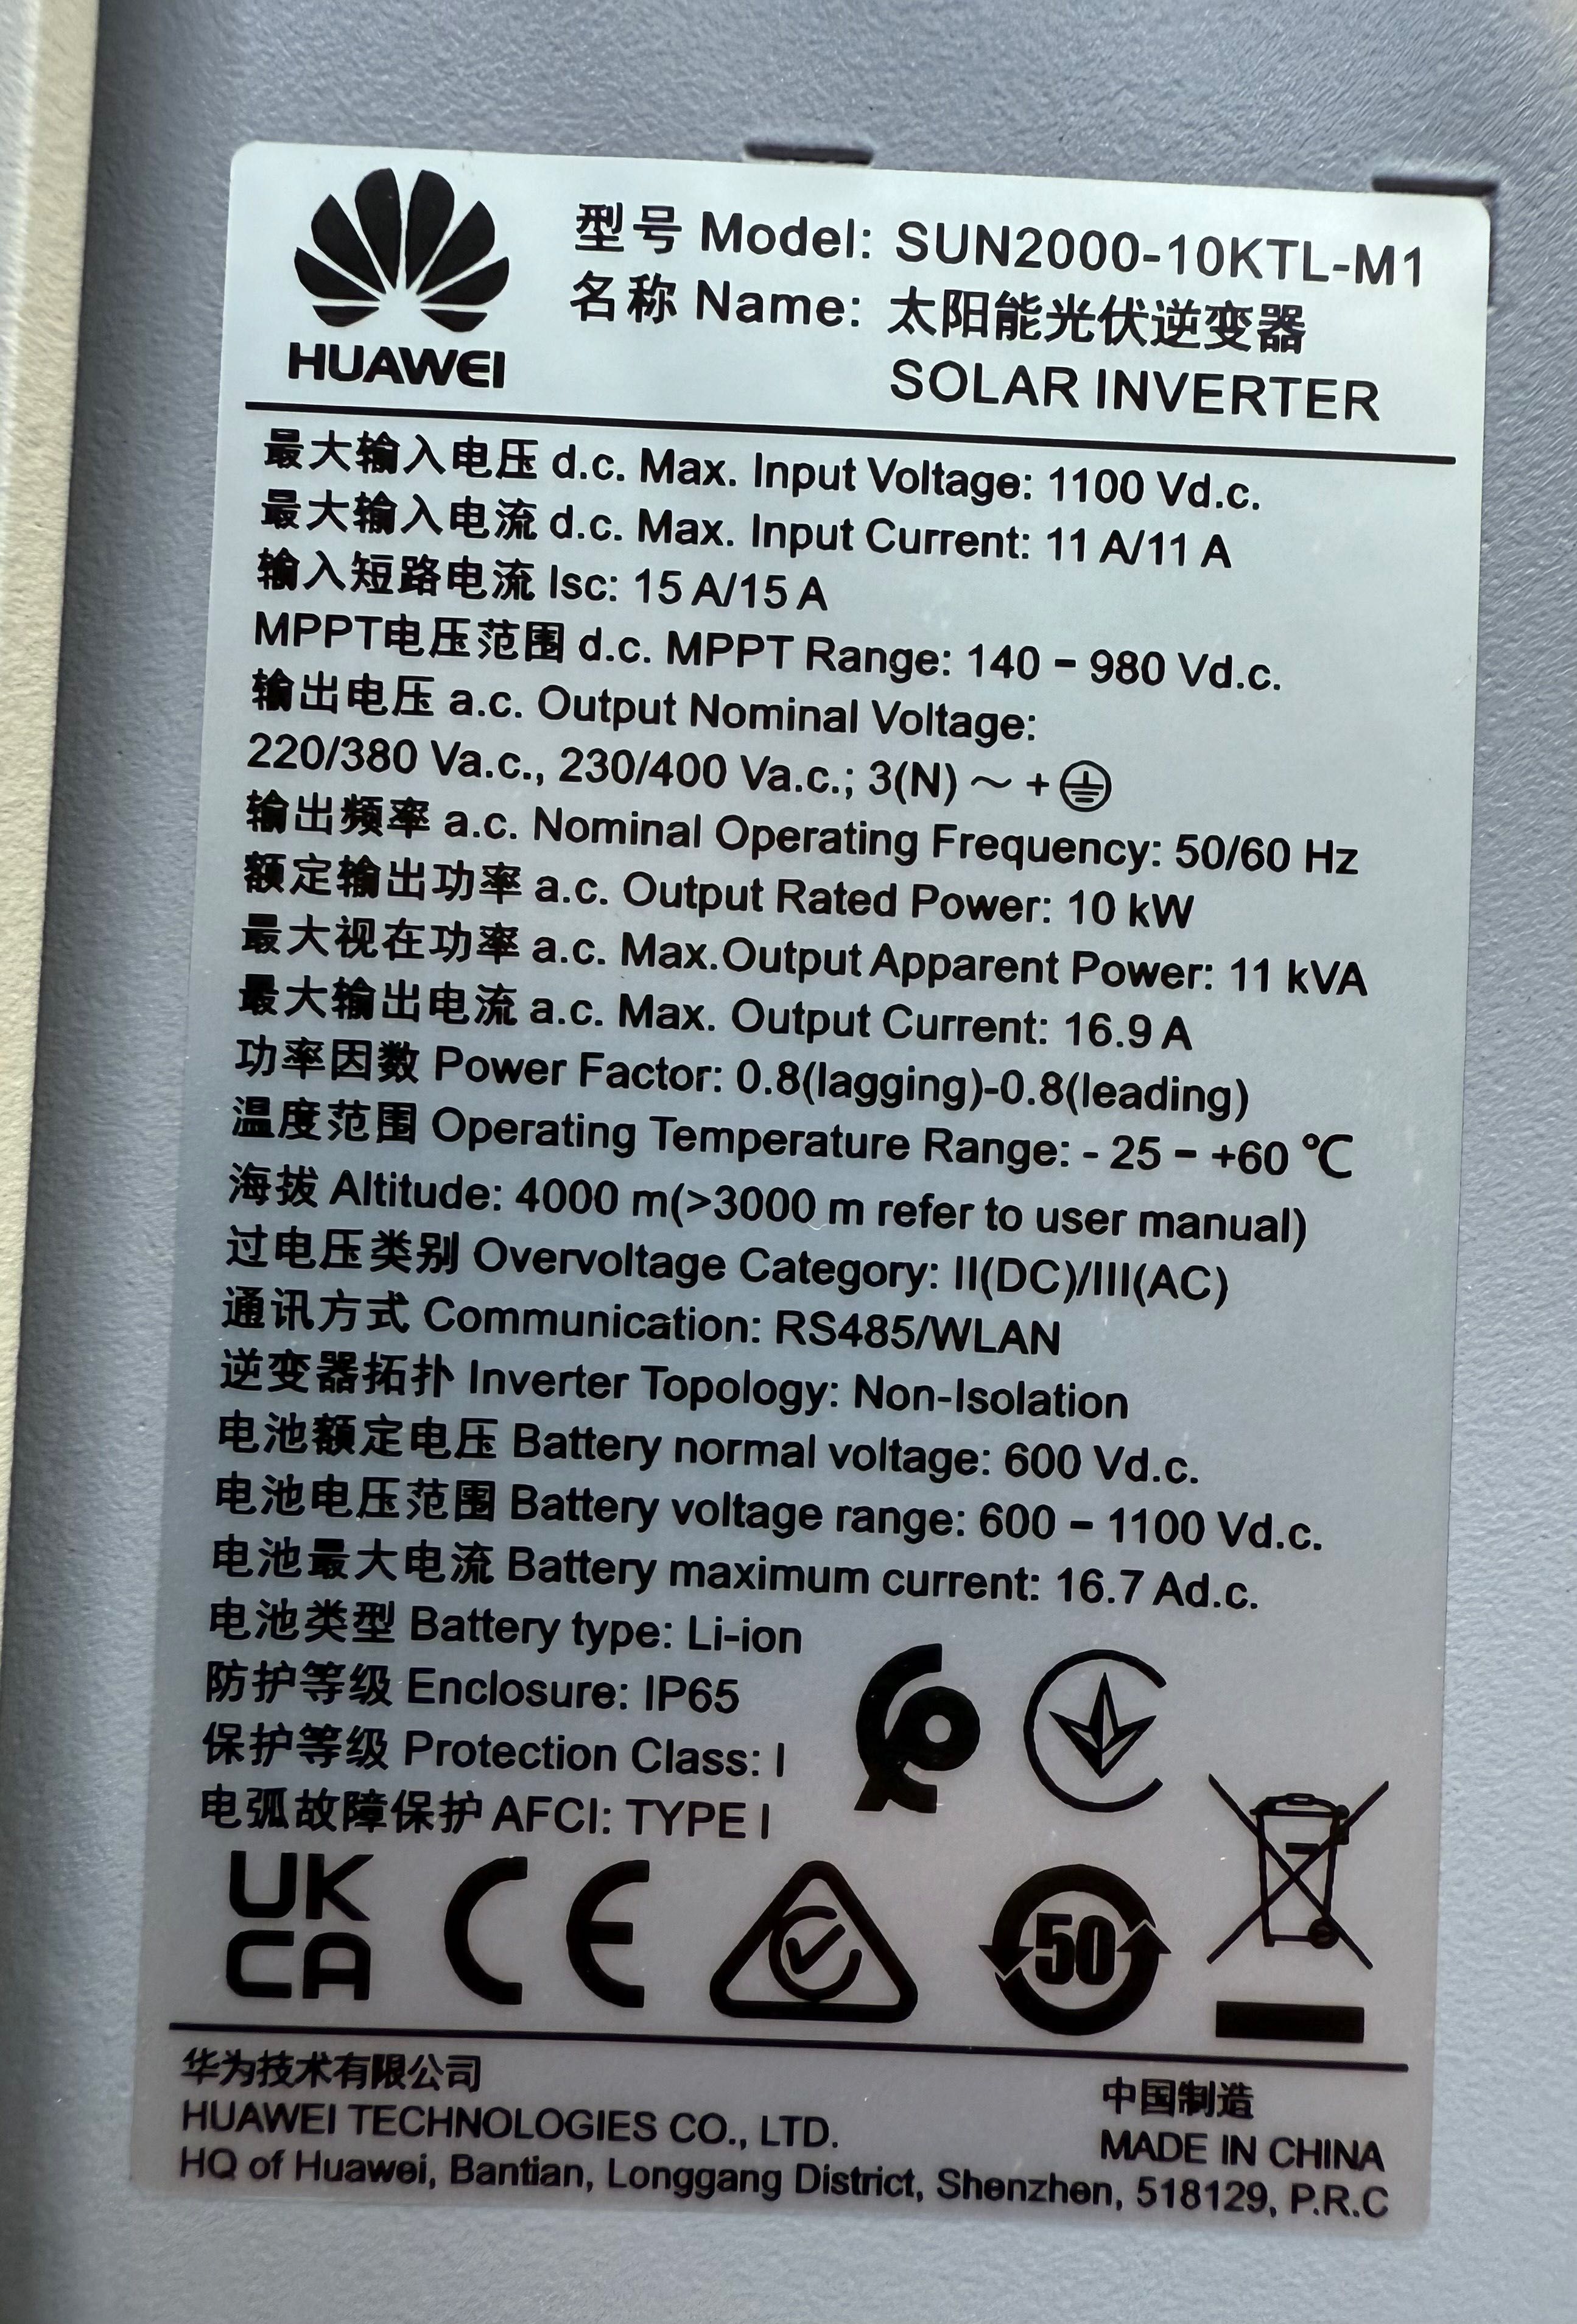 HUAWEI
型号 Model: SUN2000-10KTL-M1
名称 Name: 太阳能光伏逆变器
SOLAR INVERTER
最大输入电压 d.c. Max. Input Voltage: 1100 Vd.c.
最大输入电流 d.c. Max. Input Current: 11 A/11 A
输入短路电流 Isc: 15 A/15 A
MPPT电压范围 d.c. MPPT Range: 140 – 980 Vd.c.
输出电压 a.c. Output Nominal Voltage:
220/380 Va.c., 230/400 Va.c.; 3(N) ~ + ⏚
输出频率 a.c. Nominal Operating Frequency: 50/60 Hz
额定输出功率 a.c. Output Rated Power: 10 kW
最大视在功率 a.c. Max.Output Apparent Power: 11 kVA
最大输出电流 a.c. Max. Output Current: 16.9 A
功率因数 Power Factor: 0.8(lagging)-0.8(leading)
温度范围 Operating Temperature Range: - 25 – +60 ℃
海拔 Altitude: 4000 m(>3000 m refer to user manual)
过电压类别 Overvoltage Category: II(DC)/III(AC)
通讯方式 Communication: RS485/WLAN
逆变器拓扑 Inverter Topology: Non-Isolation
电池额定电压 Battery normal voltage: 600 Vd.c.
电池电压范围 Battery voltage range: 600 – 1100 Vd.c.
电池最大电流 Battery maximum current: 16.7 Ad.c.
电池类型 Battery type: Li-ion
防护等级 Enclosure: IP65
保护等级 Protection Class: I
电弧故障保护 AFCI: TYPE I
UK
CA
CE
50
华为技术有限公司
中国制造
HUAWEI TECHNOLOGIES CO., LTD.
MADE IN CHINA
HQ of Huawei, Bantian, Longgang District, Shenzhen, 518129, P.R.C